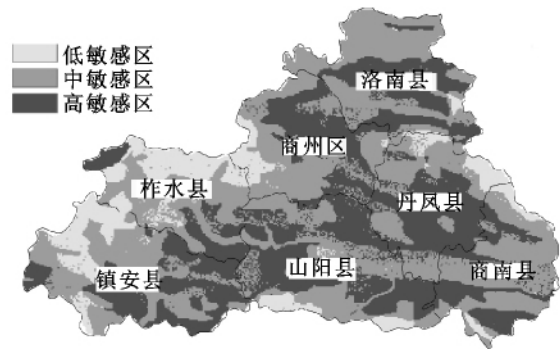 低敏感区
中敏感区
高敏感区
洛南县
商州区
柞水县
丹凤县
镇安县
山阳县
商南县